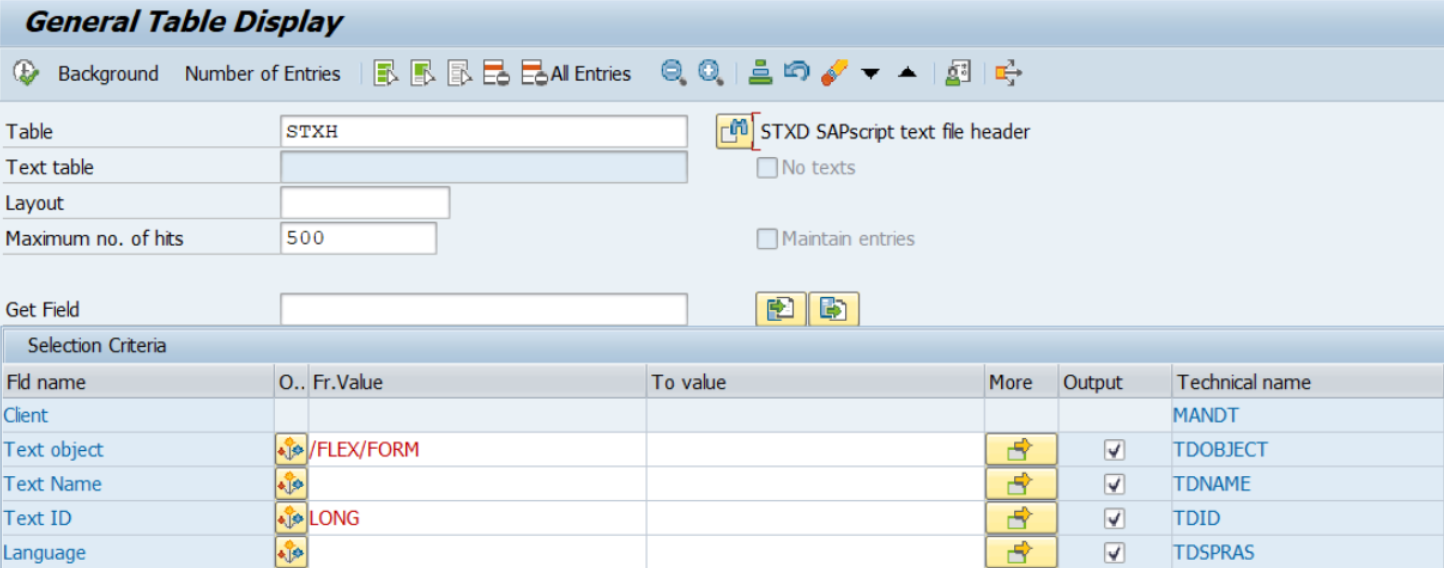 General Table Display
Background Number of Entries All Entries
Table STXH STXD SAPscript text file header
Text table No texts
Layout
Maximum no. of hits 500 Maintain entries
Get Field
Selection Criteria
Fld name O.. Fr.Value To value More Output Technical name
Client MANDT
Text object /FLEX/FORM TDOBJECT
Text Name TDNAME
Text ID LONG TDID
Language TDSPRAS